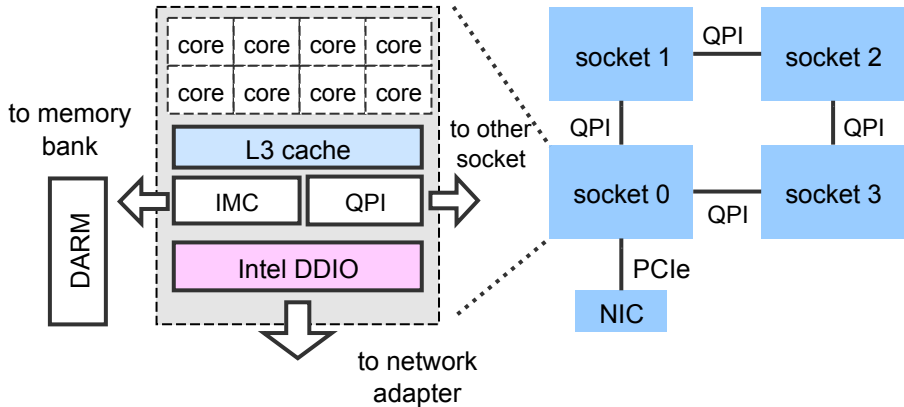 core core core core
core core core core
to memory
bank
L3 cache
to other
socket
IMC
QPI
DARM
Intel DDIO
to network
adapter
socket 1
QPI
socket 2
QPI
QPI
socket 0
QPI
socket 3
PCIe
NIC